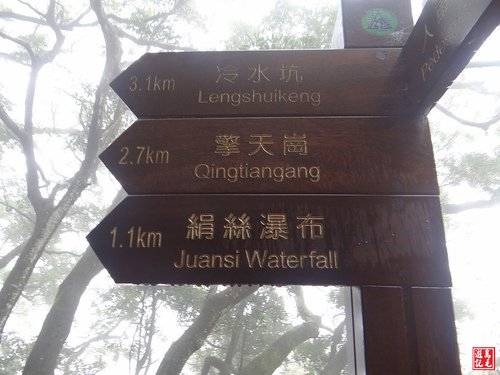 冷水坑
3.1km
Lengshuikeng
擎天崗
2.7km
Qingtiangang
絹絲瀑布
1.1km
Juansi Waterfall